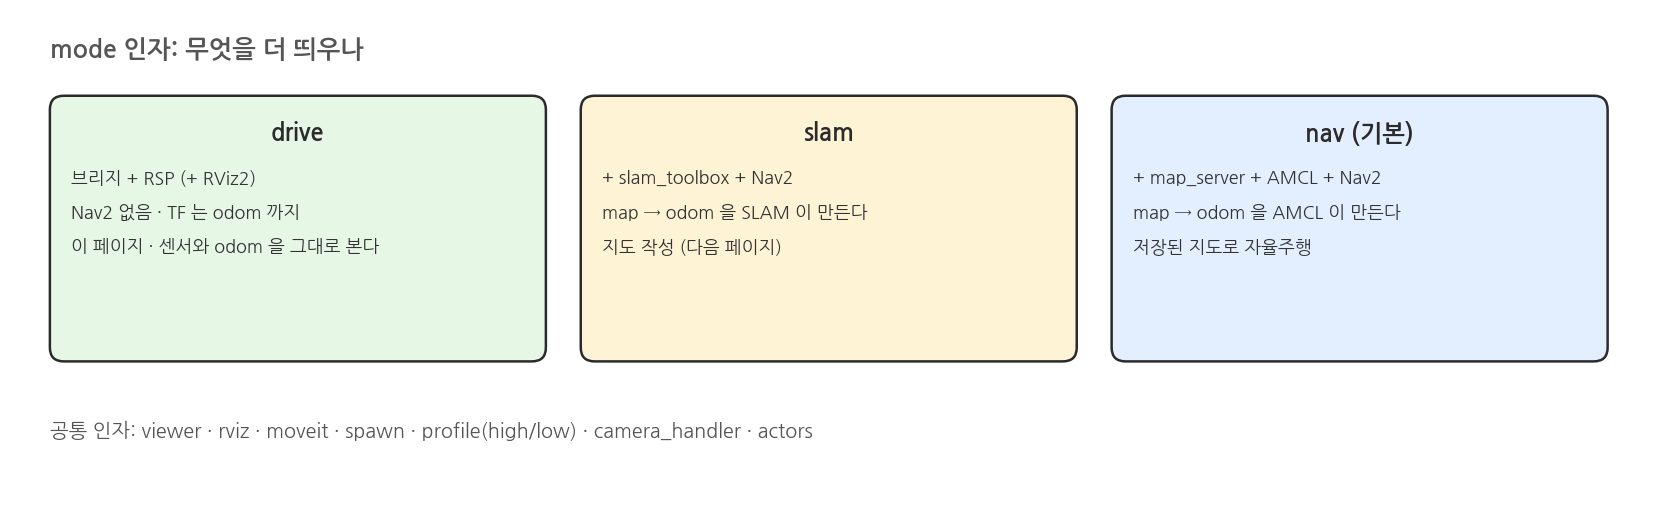 mode 인자: 무엇을 더 띄우나
drive
브리지 + RSP (+ RViz2)
Nav2 없음 · TF 는 odom 까지
이 페이지 · 센서와 odom 을 그대로 본다
slam
+ slam_toolbox + Nav2
map → odom 을 SLAM 이 만든다
지도 작성 (다음 페이지)
nav (기본)
+ map_server + AMCL + Nav2
map → odom 을 AMCL 이 만든다
저장된 지도로 자율주행
공통 인자: viewer · rviz · moveit · spawn · profile(high/low) · camera_handler · actors